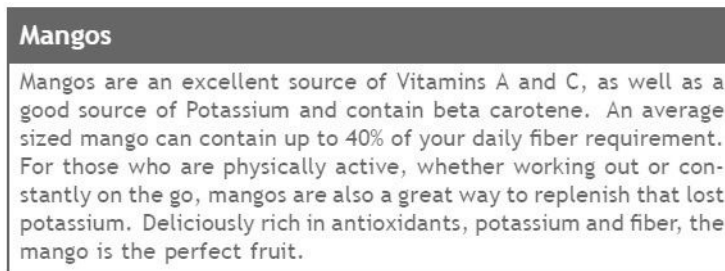 Mangos
Mangos are an excellent source of Vitamins A and C, as well as a
good source of Potassium and contain beta carotene. An average
sized mango can contain up to 40% of your daily fiber requirement.
For those who are physically active, whether working out or con-
stantly on the go, mangos are also a great way to replenish that lost
potassium. Deliciously rich in antioxidants, potassium and fiber, the
mango is the perfect fruit.